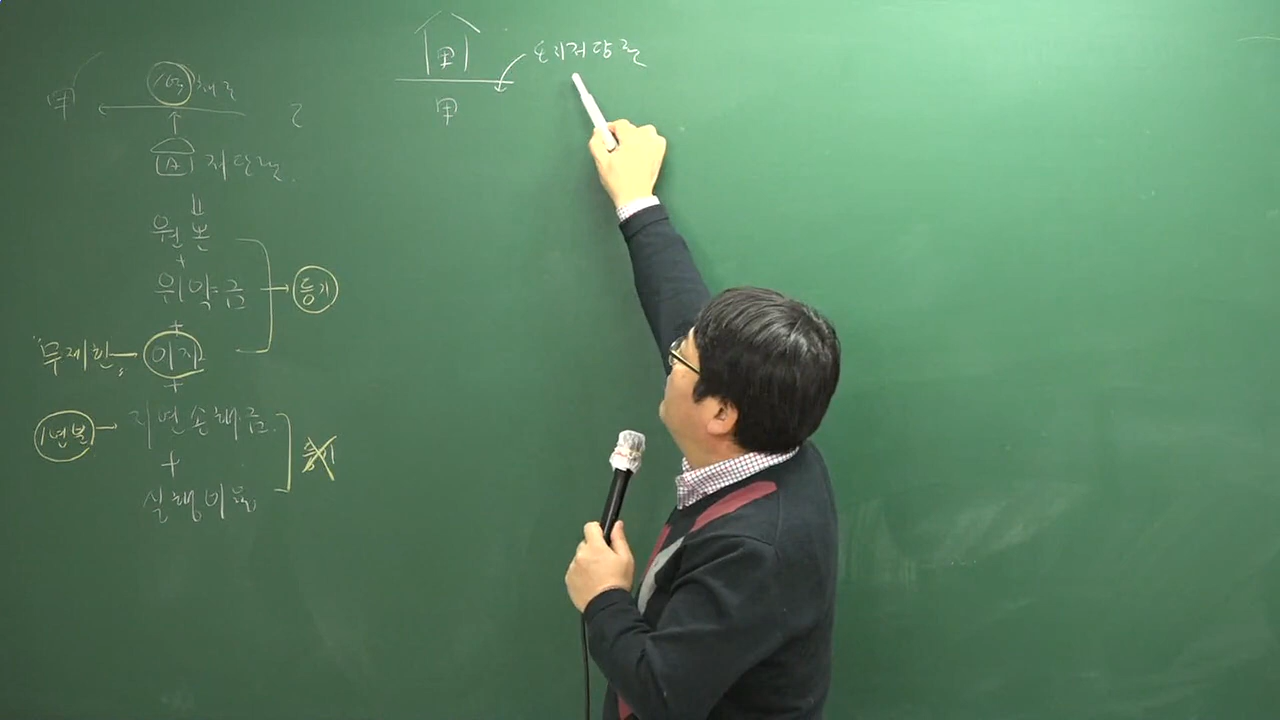 甲 1억 채권 乙
A 저당권
원본
+
위약금 등기
+
무제한 이자
+
1년분 지연손해금
+
실행비용 등기
甲 토지저당권
甲